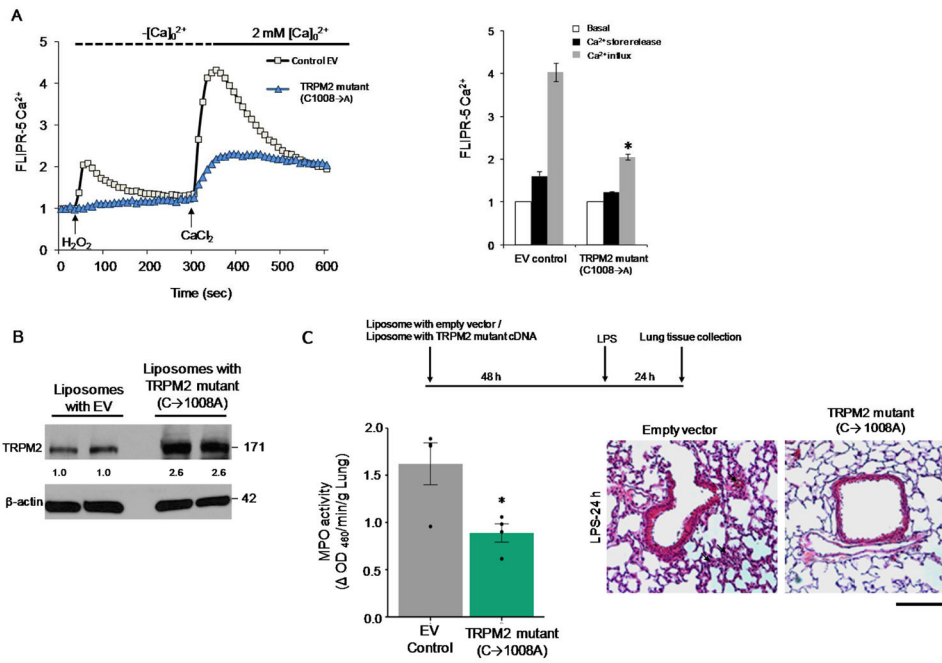 A
-[Ca]₀²⁺
2 mM [Ca]₀²⁺
FLIPR-5 Ca²⁺
5
4
3
2
1
0
Control EV
TRPM2 mutant
(C1008→A)
H₂O₂
CaCl₂
0
100
200
300
400
500
600
Time (sec)
FLIPR-5 Ca²⁺
5
4
3
2
1
0
Basal
Ca²⁺ store release
Ca²⁺ influx
*
EV control
TRPM2 mutant
(C1008→A)
B
Liposomes
with EV
Liposomes with
TRPM2 mutant
(C→1008A)
TRPM2
171
1.0 1.0 2.6 2.6
β-actin
42
C
Liposome with empty vector /
Liposome with TRPM2 mutant cDNA
LPS
Lung tissue collection
48 h
24 h
MPO activity
(Δ OD 460/min/g Lung)
2.0
1.5
1.0
0.5
0.0
*
EV
Control
TRPM2 mutant
(C→1008A)
Empty vector
TRPM2 mutant
(C→1008A)
LPS-24 h